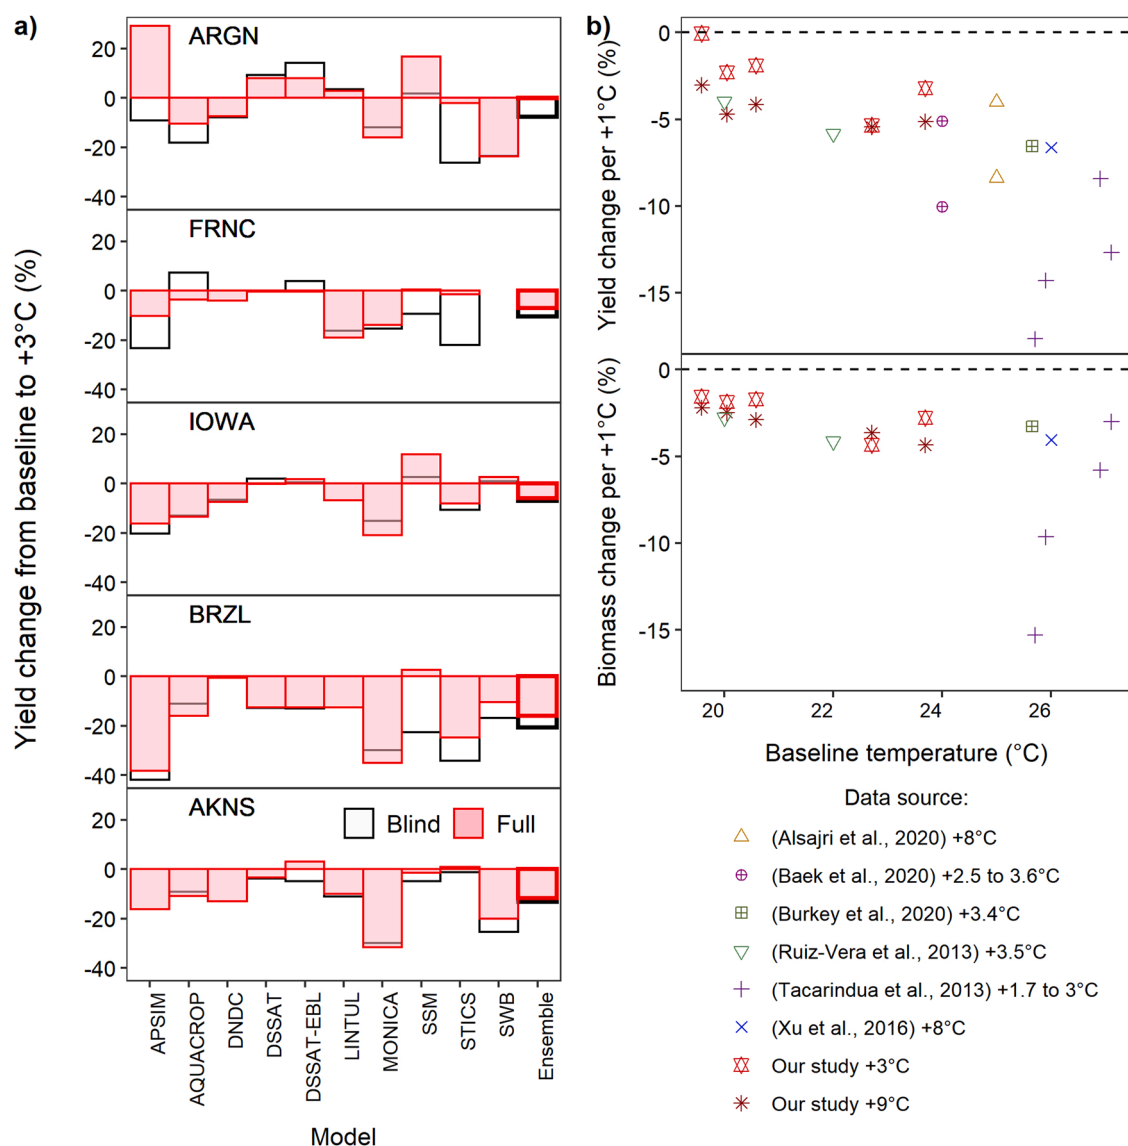 a)
Yield change from baseline to +3°C (%)
ARGN
20
0
-20
-40
FRNC
20
0
-20
-40
IOWA
20
0
-20
-40
BRZL
20
0
-20
-40
AKNS
Blind
Full
20
0
-20
-40
APSIM
AQUACROP
DNDC
DSSAT
DSSAT-EBL
LINTUL
MONICA
SSM
STICS
SWB
Ensemble
Model
b)
Yield change per +1°C (%)
0
-5
-10
-15
Biomass change per +1°C (%)
0
-5
-10
-15
20
22
24
26
Baseline temperature (°C)
Data source:
(Alsajri et al., 2020) +8°C
(Baek et al., 2020) +2.5 to 3.6°C
(Burkey et al., 2020) +3.4°C
(Ruiz-Vera et al., 2013) +3.5°C
(Tacarindua et al., 2013) +1.7 to 3°C
(Xu et al., 2016) +8°C
Our study +3°C
Our study +9°C